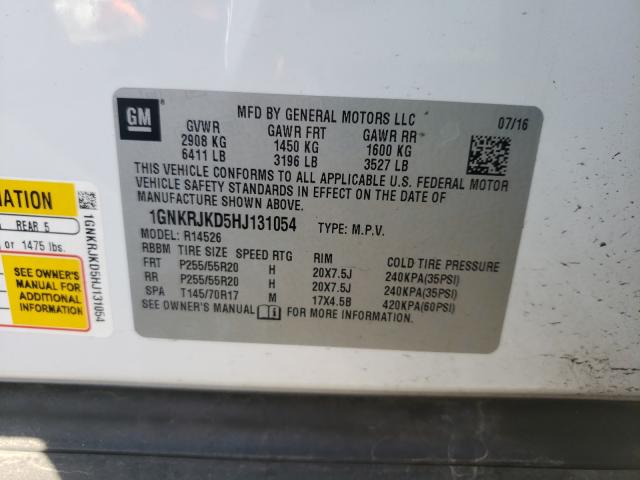 GM
MFD BY GENERAL MOTORS LLC
07/16
GVWR GAWR FRT GAWR RR
2908 KG 1450 KG 1600 KG
6411 LB 3196 LB 3527 LB
THIS VEHICLE CONFORMS TO ALL APPLICABLE U.S. FEDERAL MOTOR
VEHICLE SAFETY STANDARDS IN EFFECT ON THE DATE OF
MANUFACTURE SHOWN ABOVE.
1GNKRJKD5HJ131054 TYPE: M.P.V.
MODEL: R14526
RBBM TIRE SIZE SPEED RTG RIM COLD TIRE PRESSURE
FRT P255/55R20 H 20X7.5J 240KPA(35PSI)
RR P255/55R20 H 20X7.5J 240KPA(35PSI)
SPA T145/70R17 M 17X4.5B 420KPA(60PSI)
SEE OWNER'S MANUAL FOR MORE INFORMATION
MATION
REAR 5
or 1475 lbs.
SEE OWNER'S
MANUAL FOR
ADDITIONAL
INFORMATION
1GNKRJKD5HJ131054